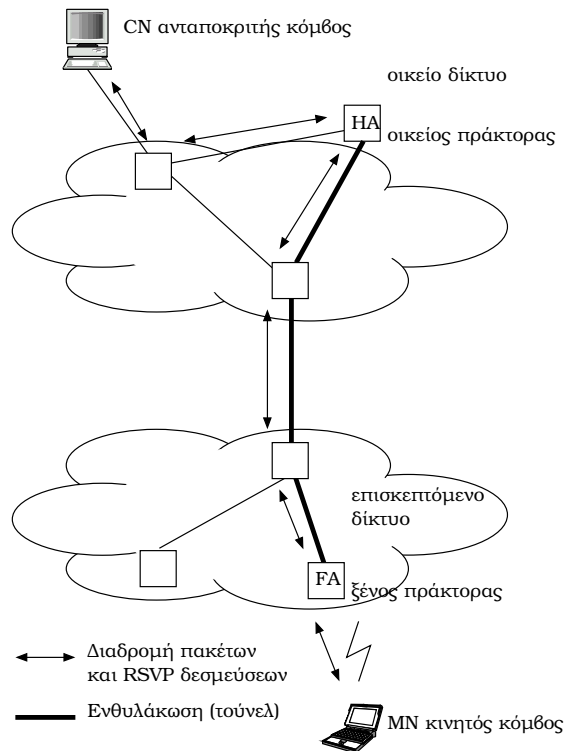 CN ανταποκριτής κόμβος
οικείο δίκτυο
HA
οικείος πράκτορας
επισκεπτόμενο
δίκτυο
FA
ξένος πράκτορας
Διαδρομή πακέτων
και RSVP δεσμεύσεων
Ενθυλάκωση (τούνελ)
MN κινητός κόμβος